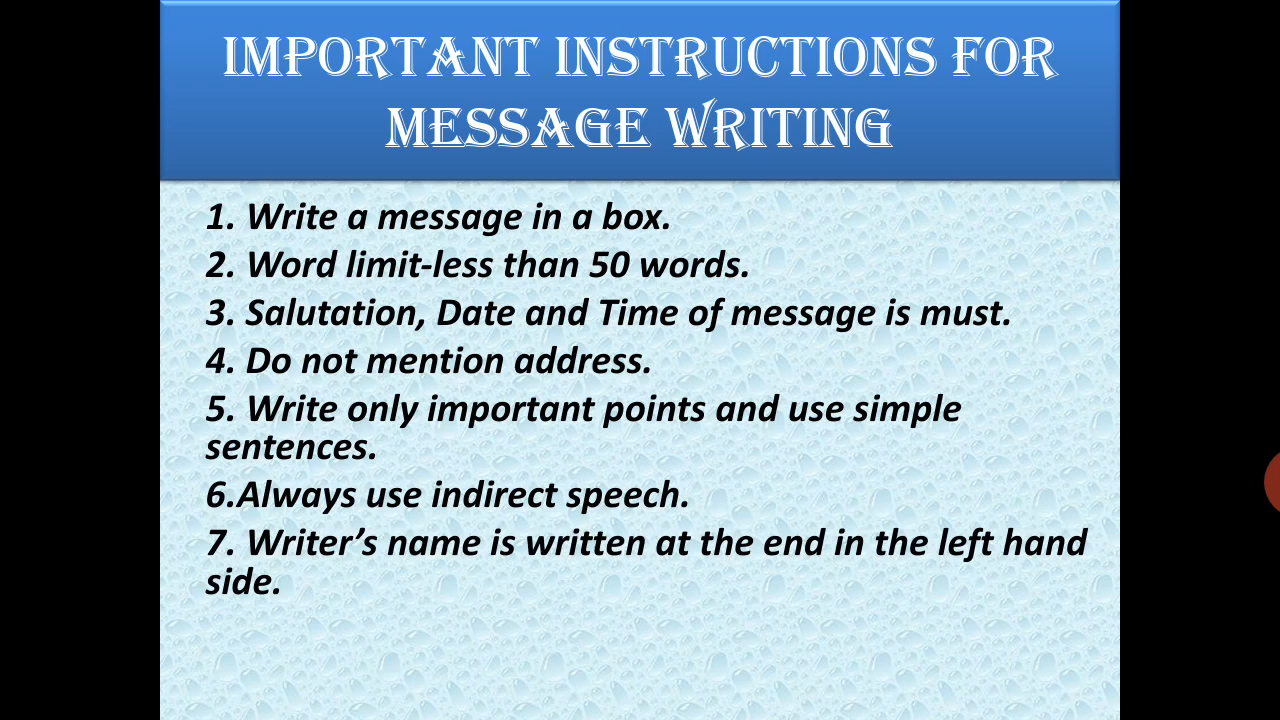 IMPORTANT INSTRUCTIONS FOR
MESSAGE WRITING
1. Write a message in a box.
2. Word limit-less than 50 words.
3. Salutation, Date and Time of message is must.
4. Do not mention address.
5. Write only important points and use simple
sentences.
6.Always use indirect speech.
7. Writer’s name is written at the end in the left hand
side.